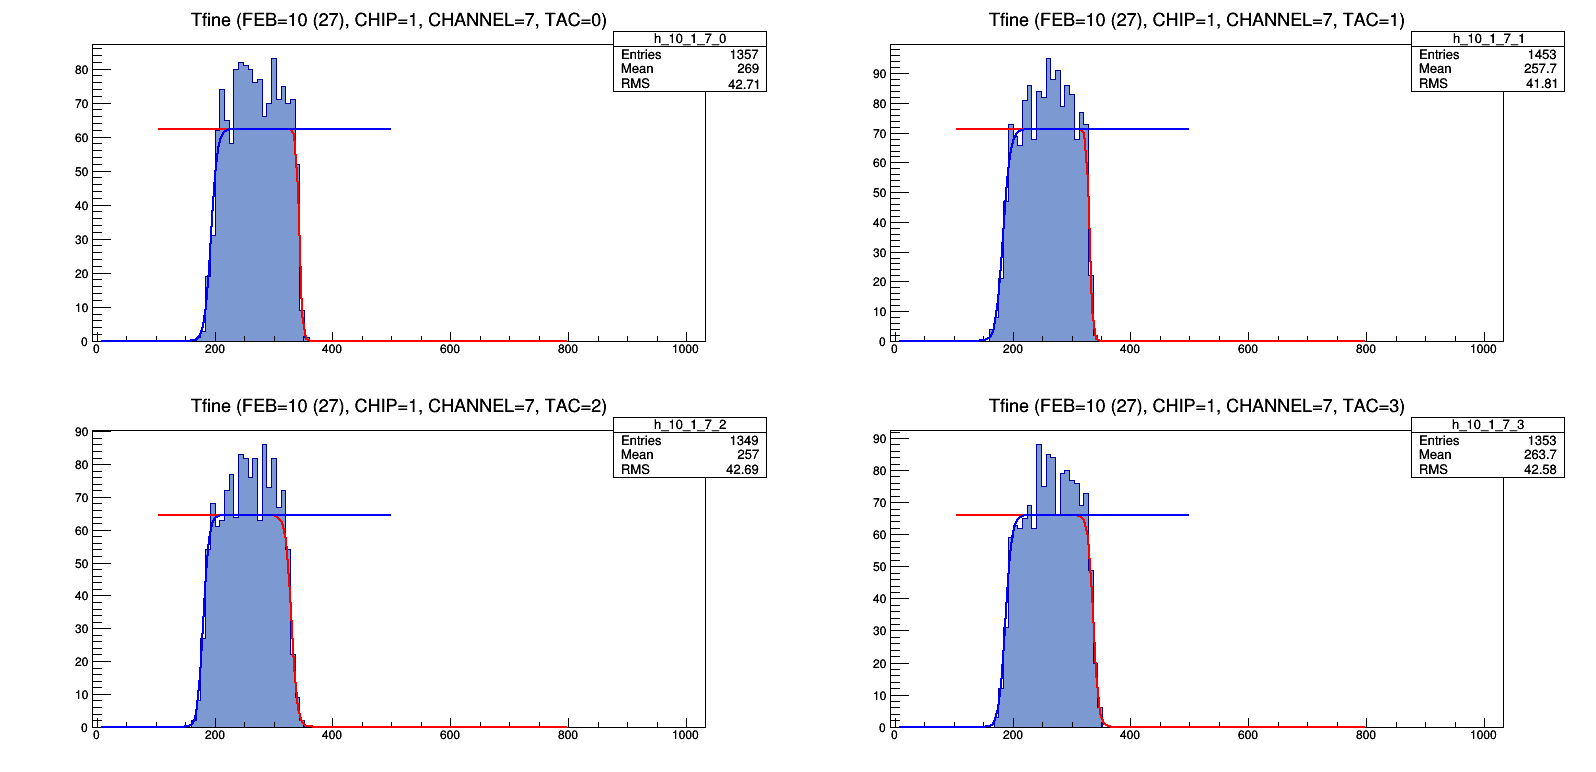 Tfine (FEB=10 (27), CHIP=1, CHANNEL=7, TAC=0)
h_10_1_7_0
Entries 1357
Mean 269
RMS 42.71
80
70
60
50
40
30
20
10
0
0 200 400 600 800 1000
Tfine (FEB=10 (27), CHIP=1, CHANNEL=7, TAC=1)
h_10_1_7_1
Entries 1453
Mean 257.7
RMS 41.81
90
80
70
60
50
40
30
20
10
0
0 200 400 600 800 1000
Tfine (FEB=10 (27), CHIP=1, CHANNEL=7, TAC=2)
h_10_1_7_2
Entries 1349
Mean 257
RMS 42.69
90
80
70
60
50
40
30
20
10
0
0 200 400 600 800 1000
Tfine (FEB=10 (27), CHIP=1, CHANNEL=7, TAC=3)
h_10_1_7_3
Entries 1353
Mean 263.7
RMS 42.58
90
80
70
60
50
40
30
20
10
0
0 200 400 600 800 1000